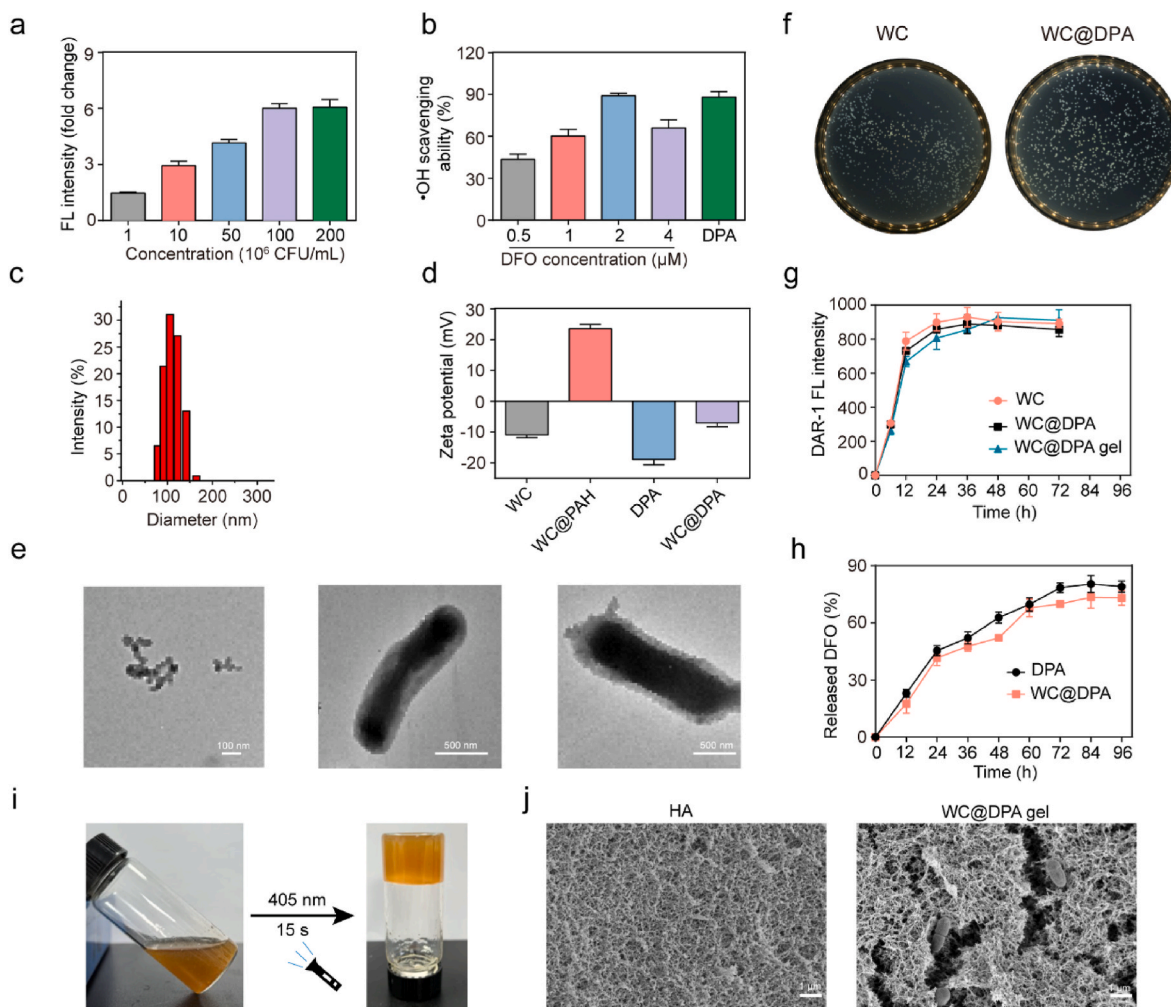 a
FL intensity (fold change)
9
6
3
0
1 10 50 100 200
Concentration (10⁶ CFU/mL)
b
•OH scavenging
ability (%)
120
90
60
30
0
0.5 1 2 4 DPA
DFO concentration (µM)
f
WC WC@DPA
c
Intensity (%)
30
25
20
15
10
5
0
0 100 200 300
Diameter (nm)
d
Zeta potential (mV)
30
20
10
0
-10
-20
WC WC@PAH DPA WC@DPA
g
DAR-1 FL intensity
1000
800
600
400
200
0
WC
WC@DPA
WC@DPA gel
0 12 24 36 48 60 72 84 96
Time (h)
e
100 nm
500 nm
500 nm
h
Released DFO (%)
90
60
30
0
DPA
WC@DPA
0 12 24 36 48 60 72 84 96
Time (h)
i
405 nm
15 s
j
HA
1 µm
WC@DPA gel
1 µm